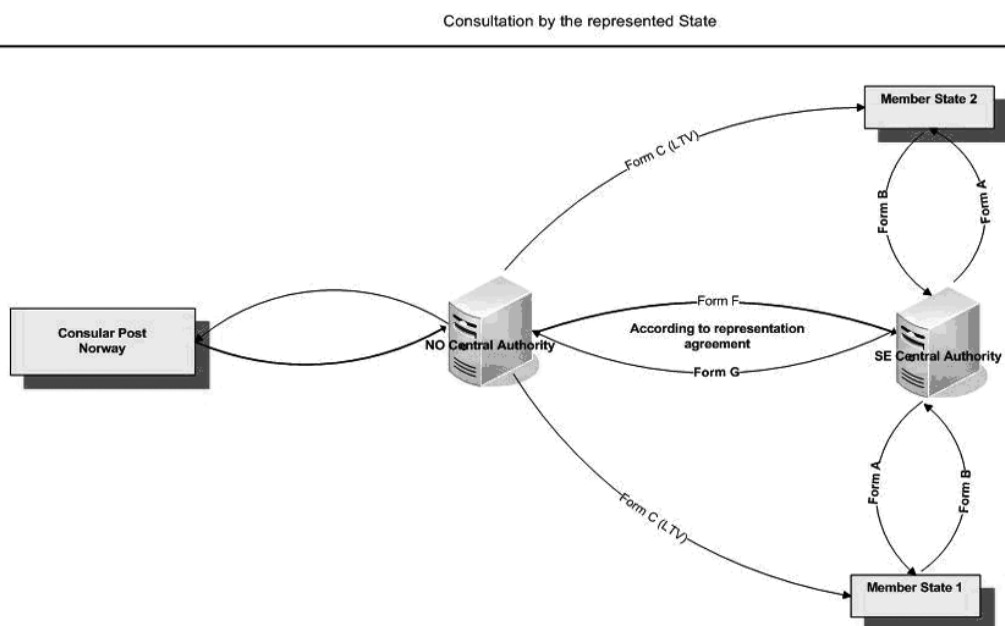 Consultation by the represented State
Member State 2
Form C (LTV)
Form B
Form A
Consular Post
Norway
NO Central Authority
Form F
According to representation
agreement
Form G
SE Central Authority
Form C (LTV)
Form A
Form B
Member State 1